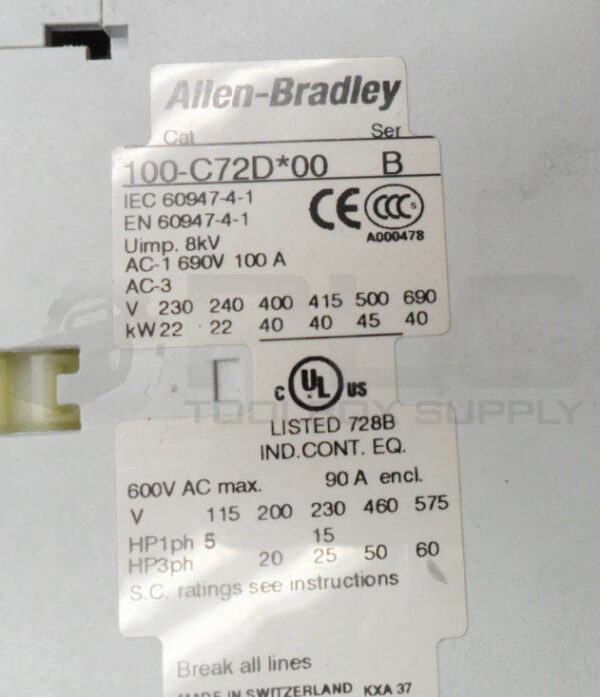 Allen-Bradley
Cat Ser
100-C72D*00 B
IEC 60947-4-1
EN 60947-4-1
CE CCC S
A000478
Uimp. 8kV
AC-1 690V 100 A
AC-3
V 230 240 400 415 500 690
kW 22 22 40 40 45 40
C UL US
LISTED 728B
IND.CONT. EQ.
TOOLBOX SUPPLY
600V AC max. 90 A encl.
V 115 200 230 460 575
HP1ph 5 15
HP3ph 20 25 50 60
S.C. ratings see instructions
Break all lines
MADE IN SWITZERLAND KXA 37